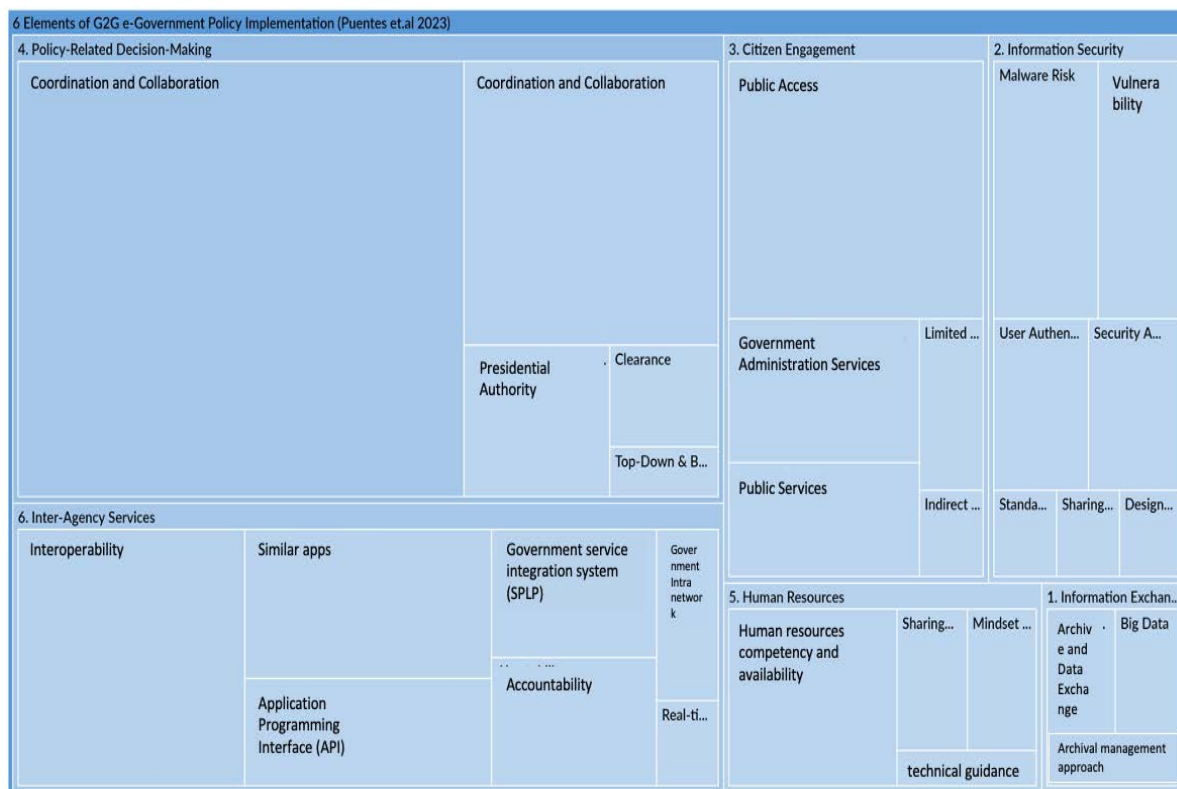 6 Elements of G2G e-Government Policy Implementation (Puentes et.al 2023)
4. Policy-Related Decision-Making
Coordination and Collaboration
Coordination and Collaboration
Presidential
Authority
Clearance
Top-Down & B...
3. Citizen Engagement
Public Access
Government
Administration Services
Limited ...
Public Services
Indirect ...
2. Information Security
Malware Risk
Vulnera
bility
User Authen...
Security A...
Standa...
Sharing...
Design...
6. Inter-Agency Services
Interoperability
Similar apps
Application
Programming
Interface (API)
Government service
integration system
(SPLP)
Accountability
Gover
nment
Intra
networ
k
Real-ti...
5. Human Resources
Human resources
competency and
availability
Sharing...
Mindset ...
technical guidance
1. Information Exchan...
Archiv
e and
Data
Excha
nge
Big Data
Archival management
approach